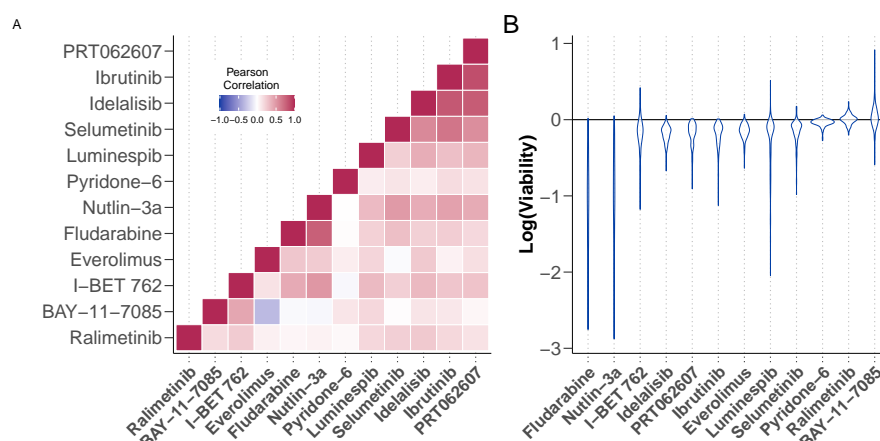 A
PRT062607
Ibrutinib
Idelalisib
Selumetinib
Luminespib
Pyridone−6
Nutlin−3a
Fludarabine
Everolimus
I−BET 762
BAY−11−7085
Ralimetinib
Pearson
Correlation
−1.0−0.5 0.0 0.5 1.0
Ralimetinib
BAY−11−7085
I−BET 762
Everolimus
Fludarabine
Nutlin−3a
Pyridone−6
Luminespib
Selumetinib
Idelalisib
Ibrutinib
PRT062607
B
Log(Viability)
1
0
−1
−2
−3
Fludarabine
Nutlin−3a
I−BET 762
Idelalisib
PRT062607
Ibrutinib
Everolimus
Luminespib
Selumetinib
Pyridone−6
Ralimetinib
BAY−11−7085